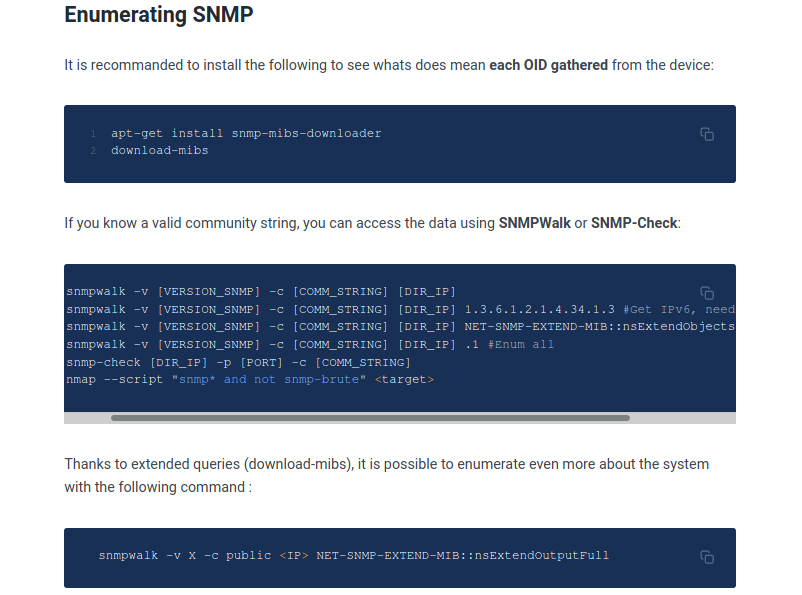 Enumerating SNMP
It is recommanded to install the following to see whats does mean each OID gathered from the device:
1 apt-get install snmp-mibs-downloader
2 download-mibs
If you know a valid community string, you can access the data using SNMPWalk or SNMP-Check:
snmpwalk -v [VERSION_SNMP] -c [COMM_STRING] [DIR_IP]
snmpwalk -v [VERSION_SNMP] -c [COMM_STRING] [DIR_IP] 1.3.6.1.2.1.4.34.1.3 #Get IPv6, need
snmpwalk -v [VERSION_SNMP] -c [COMM_STRING] [DIR_IP] NET-SNMP-EXTEND-MIB::nsExtendObjects
snmpwalk -v [VERSION_SNMP] -c [COMM_STRING] [DIR_IP] .1 #Enum all
snmp-check [DIR_IP] -p [PORT] -c [COMM_STRING]
nmap --script "snmp* and not snmp-brute" <target>
Thanks to extended queries (download-mibs), it is possible to enumerate even more about the system
with the following command :
snmpwalk -v X -c public <IP> NET-SNMP-EXTEND-MIB::nsExtendOutputFull